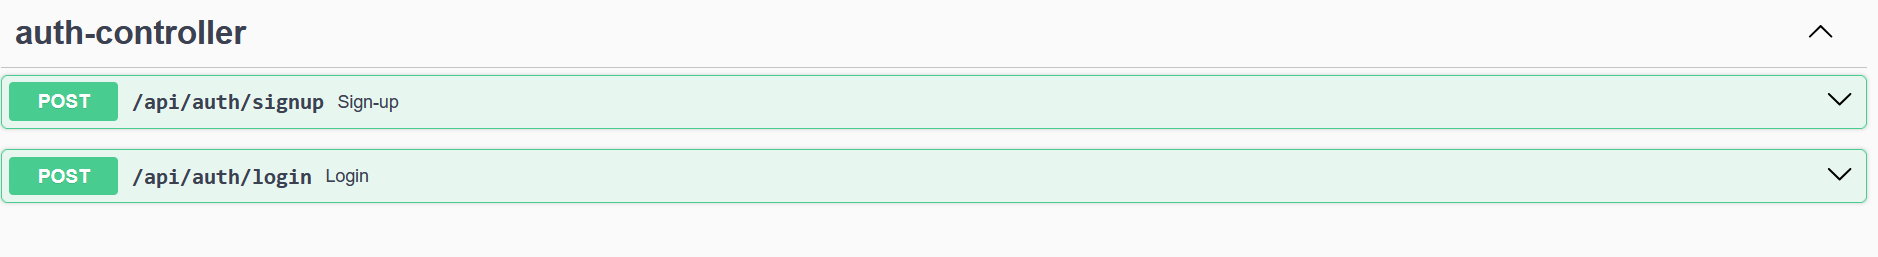 auth-controller
POST /api/auth/signup Sign-up
POST /api/auth/login Login